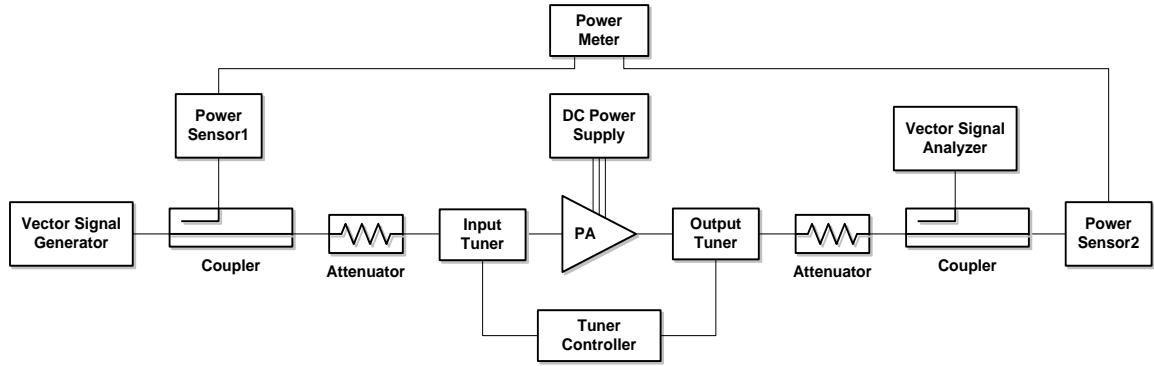 Power
Meter
Power
Sensor1
DC Power
Supply
Vector Signal
Analyzer
Vector Signal
Generator
Coupler
Attenuator
Input
Tuner
PA
Output
Tuner
Attenuator
Coupler
Power
Sensor2
Tuner
Controller